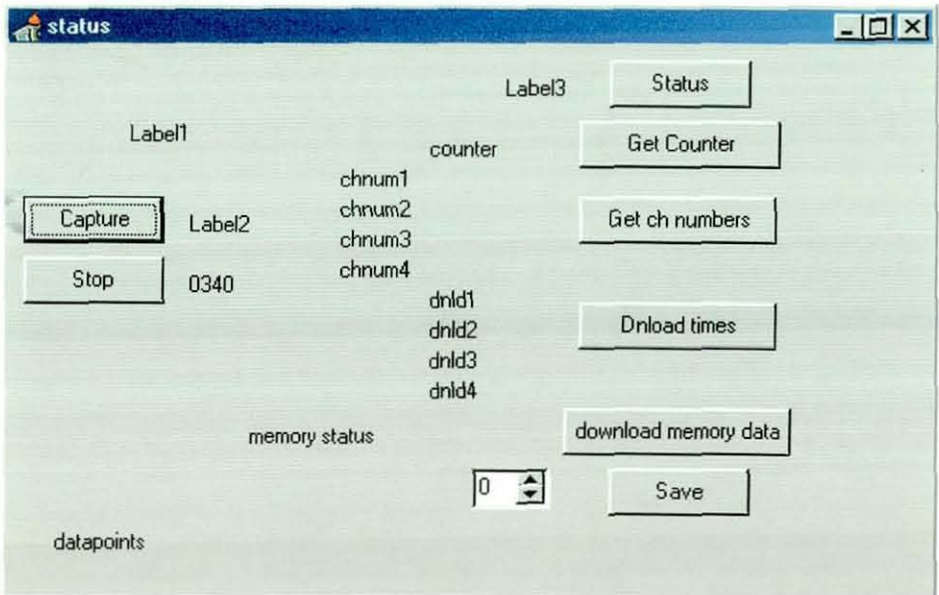 status
Label3
Status
Label1
counter
Get Counter
chnum1
Capture
Label2
chnum2
Get ch numbers
chnum3
Stop
0340
chnum4
dnld1
dnld2
Dnload times
dnld3
dnld4
memory status
download memory data
0
Save
datapoints